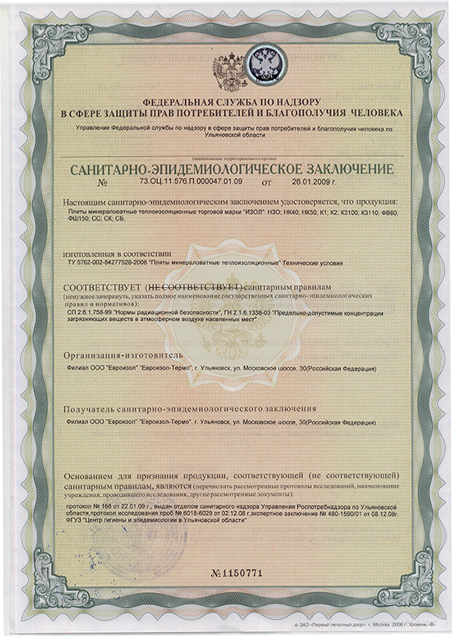 ФЕДЕРАЛЬНАЯ СЛУЖБА ПО НАДЗОРУ
В СФЕРЕ ЗАЩИТЫ ПРАВ ПОТРЕБИТЕЛЕЙ И БЛАГОПОЛУЧИЯ ЧЕЛОВЕКА
Управление Федеральной службы по надзору в сфере защиты прав потребителей и благополучия человека по
Ульяновской области
(наименование территориального органа)
САНИТАРНО-ЭПИДЕМИОЛОГИЧЕСКОЕ ЗАКЛЮЧЕНИЕ
№ 73.ОЦ.11.576.П.000047.01.09 от 26.01.2009 г.
Настоящим санитарно-эпидемиологическим заключением удостоверяется, что продукция:
Плиты минераловатные теплоизоляционные торговой марки "ИЗОЛ": НЗО; НК40; НК50; К1; К2; К3100; К3110; ФВ80;
ФШ150; СС; СК; СБ.
изготовленная в соответствии
ТУ 5762-002-84277528-2008 "Плиты минераловатные теплоизоляционные" Технические условия
СООТВЕТСТВУЕТ (НЕ СООТВЕТСТВУЕТ) санитарным правилам
(ненужное зачеркнуть, указать полное наименование государственных санитарно-эпидемиологических
правил и нормативов):
СП 2.6.1.758-99 "Нормы радиационной безопасности", ГН 2.1.6.1338-03 "Предельно-допустимые концентрации
загрязняющих веществ в атмосферном воздухе населенных мест"
Организация-изготовитель
Филиал ООО "Евроизол" "Евроизол-Термо", г. Ульяновск, ул. Московское шоссе, 30(Российская Федерация)
Получатель санитарно-эпидемиологического заключения
Филиал ООО "Евроизол" "Евроизол-Термо", г. Ульяновск, ул. Московское шоссе, 30(Российская Федерация)
Основанием для признания продукции, соответствующей (не соответствующей)
санитарным правилам, являются (перечислить рассмотренные протоколы исследований, наименование
учреждения, проводившего исследования, другие рассмотренные документы):
протокол № 168 от 22.01.09 г., выдан отделом санитарного надзора Управления Роспотребнадзора по Ульяновской
области,протокол исследования проб № 6018-6029 от 02.12.08 г,экспертное заключение № 480-1590/01 от 08.12.08г
ФГУЗ "Центр гигиены и эпидемиологии в Ульяновской области"
№1150771
© ЗАО «Первый печатный двор», г. Москва, 2008 г. Уровень «В».